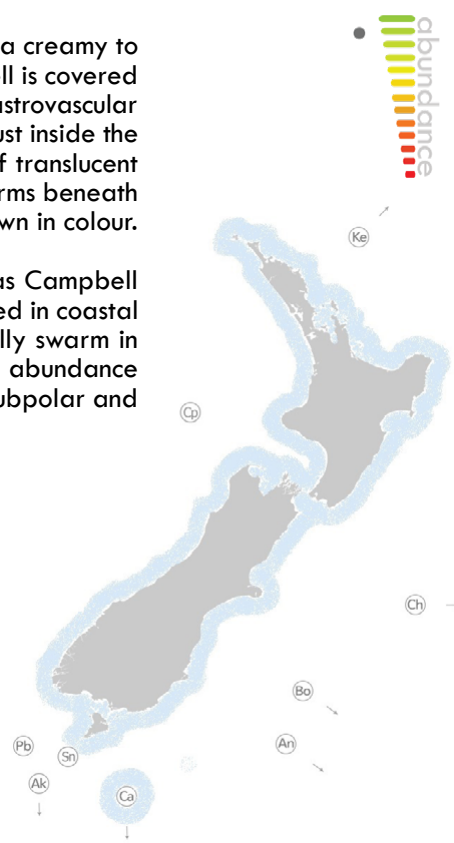 a creamy to
ll is covered
astrovascular
ust inside the
f translucent
rms beneath
wn in colour.
as Campbell
ed in coastal
lly swarm in
abundance
ubpolar and
abundance
Ke
Cp
Ch
Bo
An
Pb
Sn
Ak
Ca